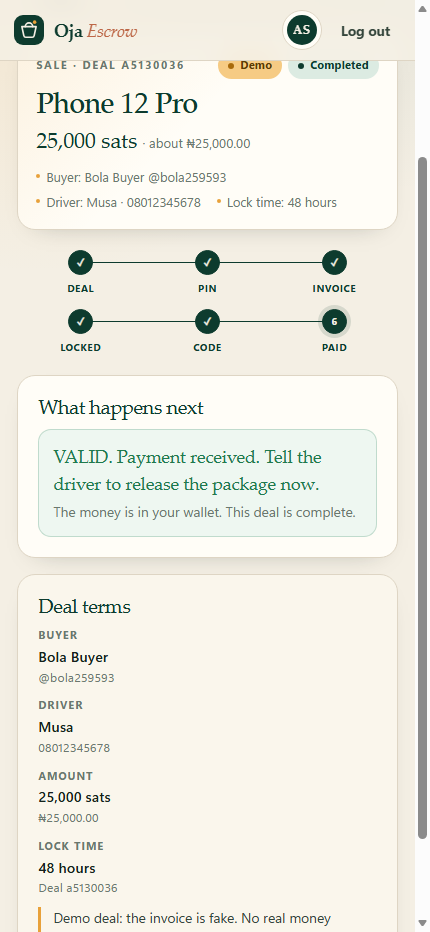 Oja Escrow
AS
Log out
SALE · DEAL A5130036
Demo
Completed
Phone 12 Pro
25,000 sats · about ₦25,000.00
Buyer: Bola Buyer @bola259593
Driver: Musa · 08012345678
Lock time: 48 hours
DEAL
PIN
INVOICE
6
LOCKED
CODE
PAID
What happens next
VALID. Payment received. Tell the
driver to release the package now.
The money is in your wallet. This deal is complete.
Deal terms
BUYER
Bola Buyer
@bola259593
DRIVER
Musa
08012345678
AMOUNT
25,000 sats
₦25,000.00
LOCK TIME
48 hours
Deal a5130036
Demo deal: the invoice is fake. No real money